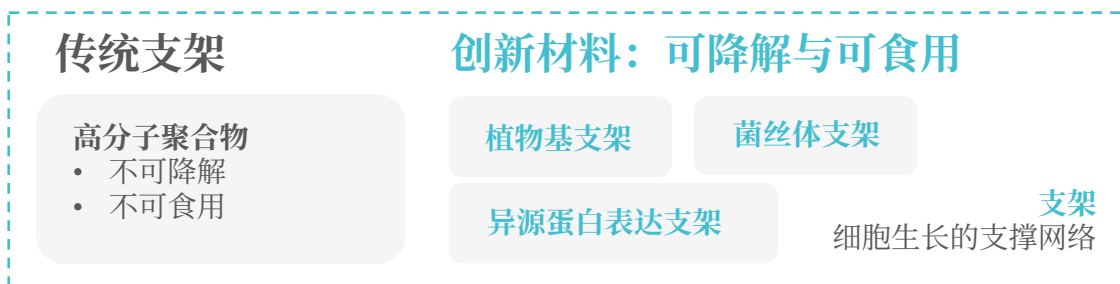 传统支架
高分子聚合物
• 不可降解
• 不可食用
创新材料：可降解与可食用
植物基支架
菌丝体支架
异源蛋白表达支架
支架
细胞生长的支撑网络